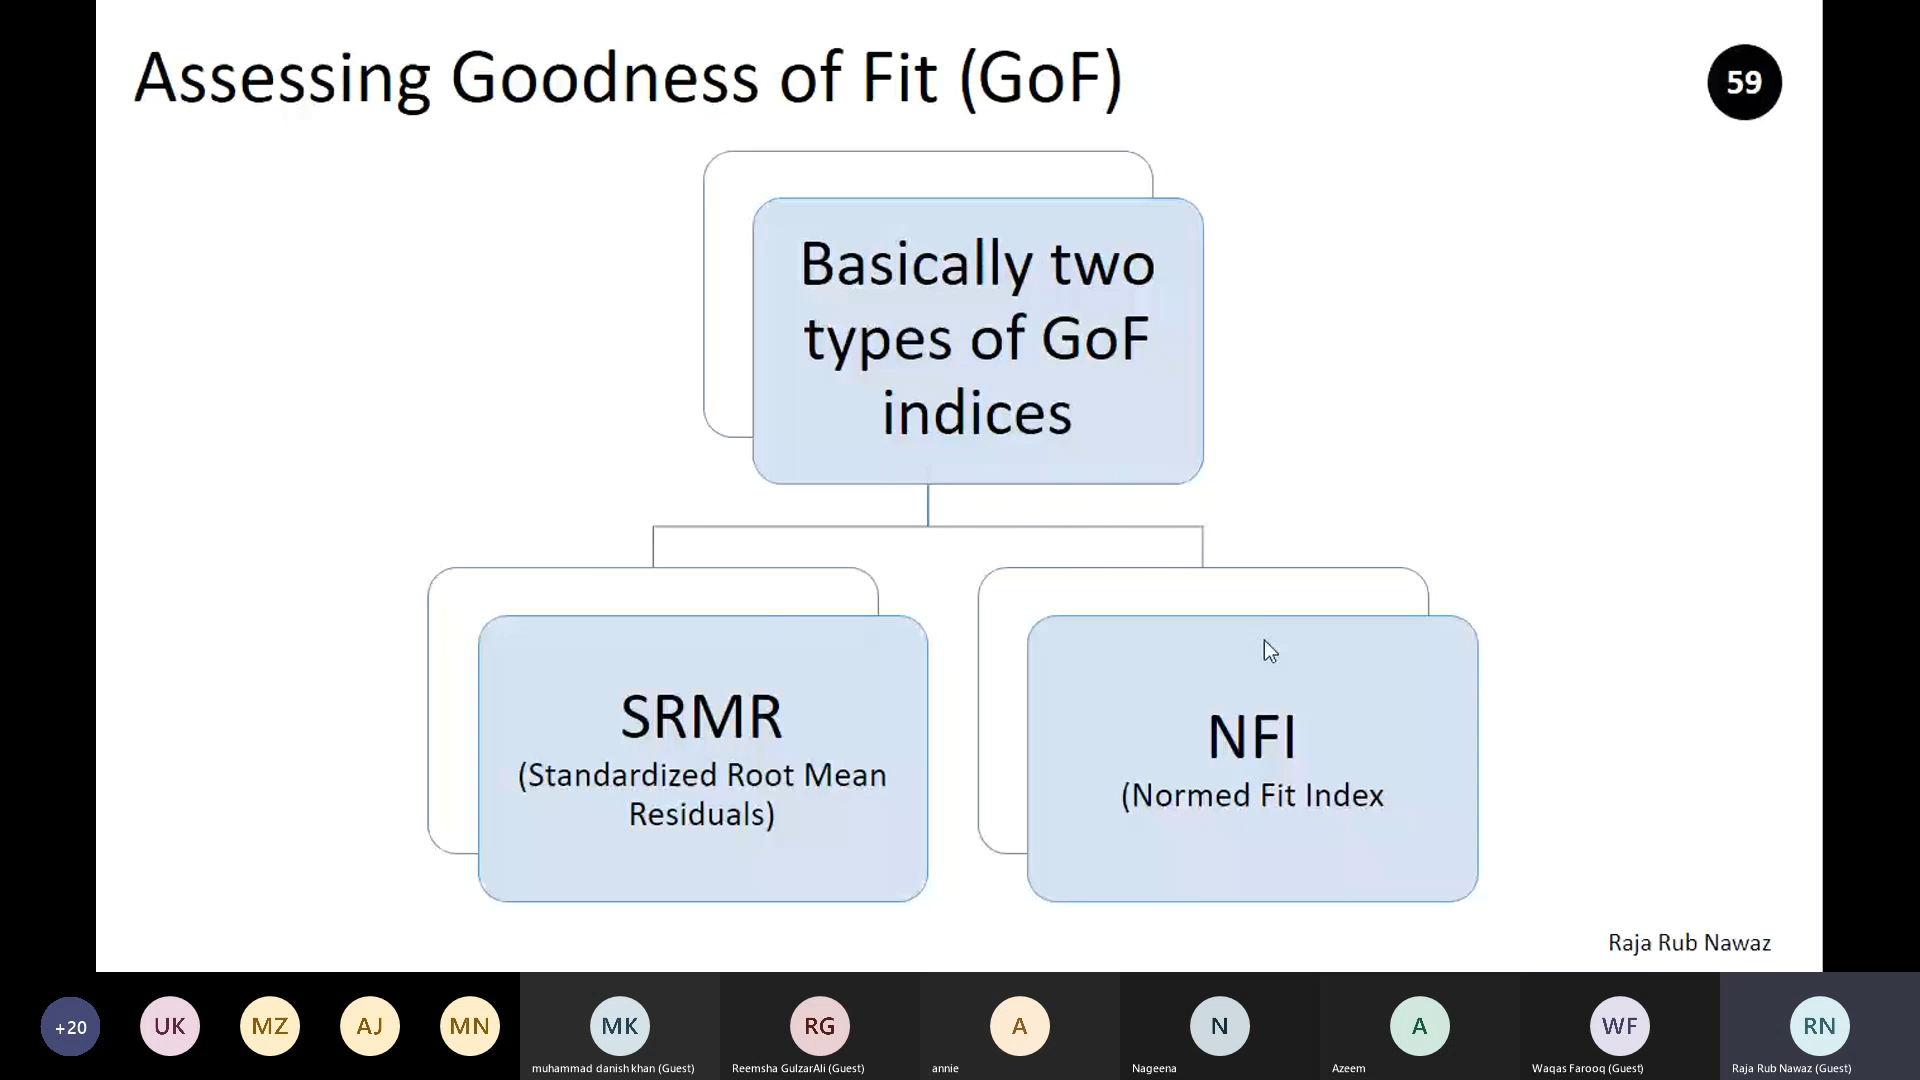 Assessing Goodness of Fit (GoF)
59
Basically two
types of GoF
indices
SRMR
(Standardized Root Mean
Residuals)
NFI
(Normed Fit Index
Raja Rub Nawaz
+20
UK
MZ
AJ
MN
MK
muhammad danish khan (Guest)
RG
Reemsha GulzarAli (Guest)
A
annie
N
Nageena
A
Azeem
WF
Waqas Farooq (Guest)
RN
Raja Rub Nawaz (Guest)